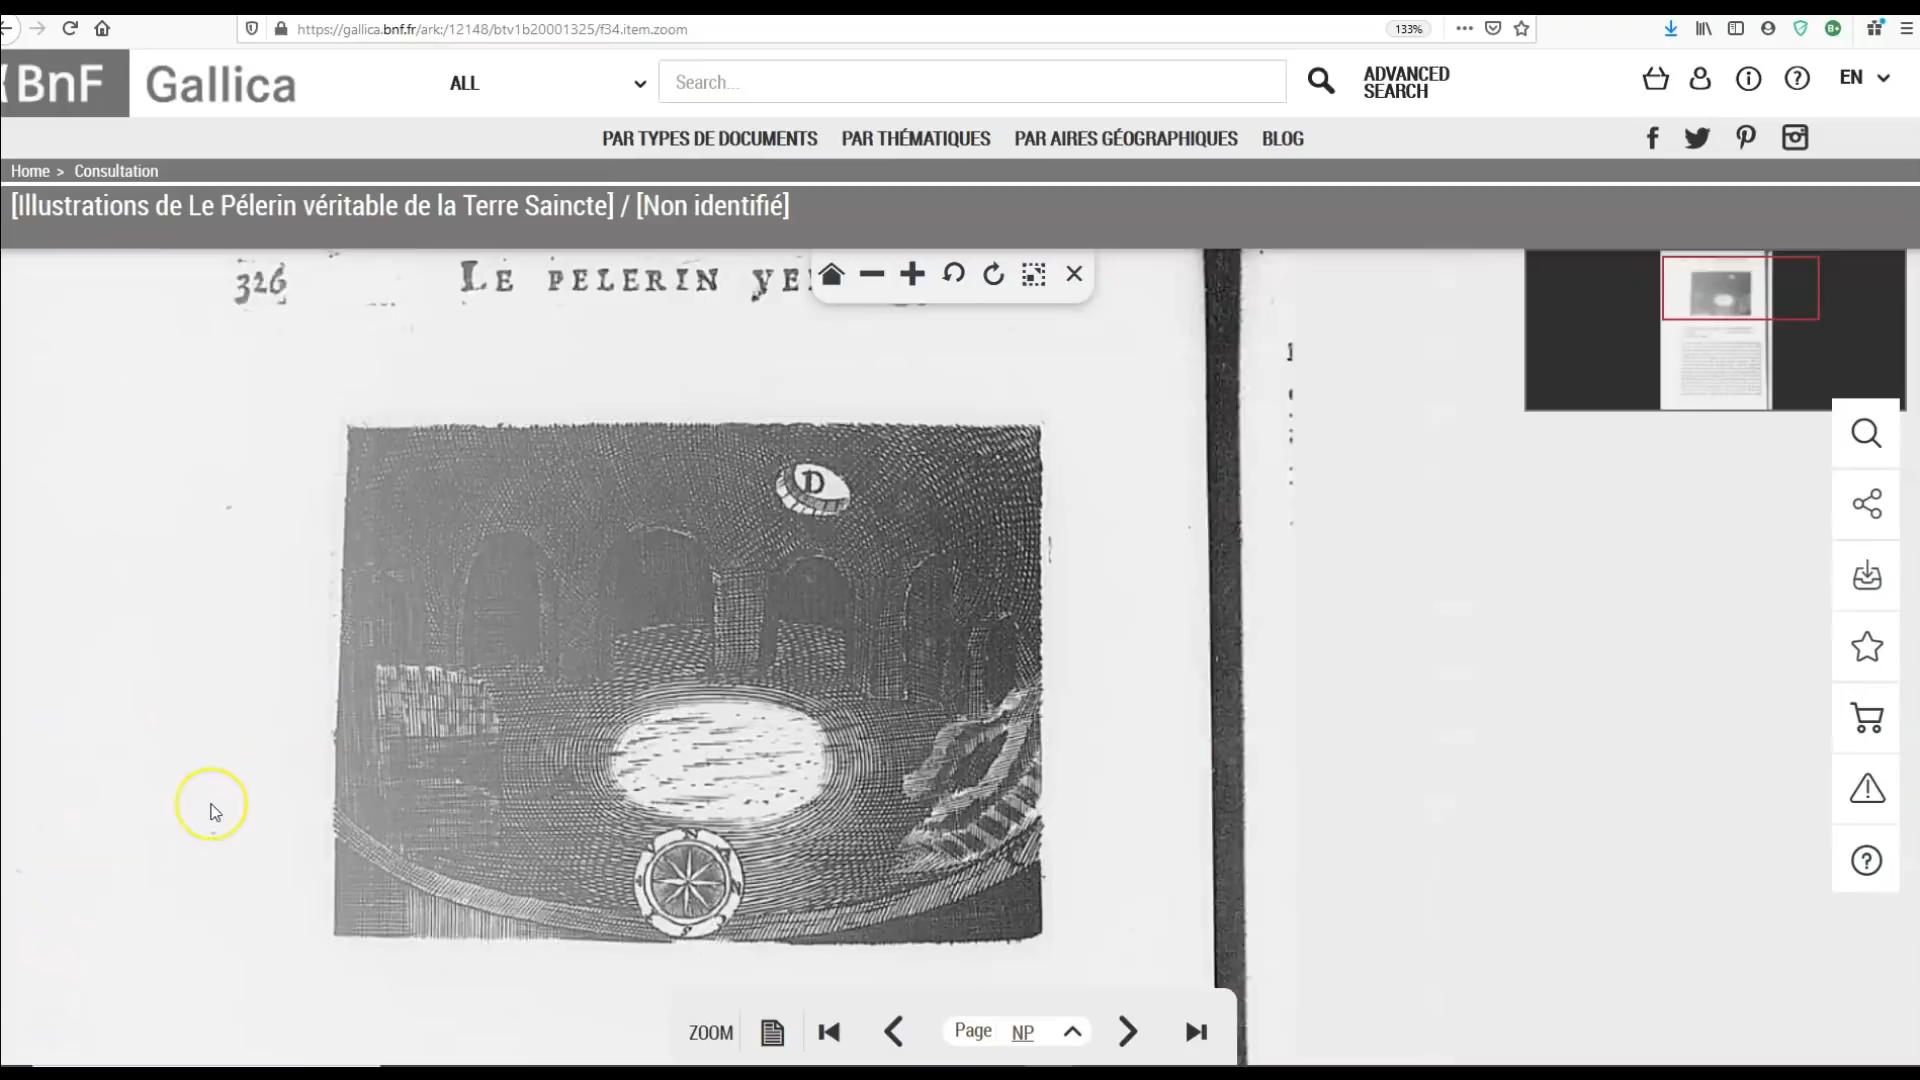 https://gallica.bnf.fr/ark:/12148/btv1b20001325/f34.item.zoom
133%
BnF Gallica
ALL
Search...
ADVANCED
SEARCH
EN
PAR TYPES DE DOCUMENTS
PAR THÉMATIQUES
PAR AIRES GÉOGRAPHIQUES
BLOG
Home > Consultation
[Illustrations de Le Pélerin véritable de la Terre Saincte] / [Non identifié]
326
LE PELERIN VE
D
N
ZOOM
Page NP